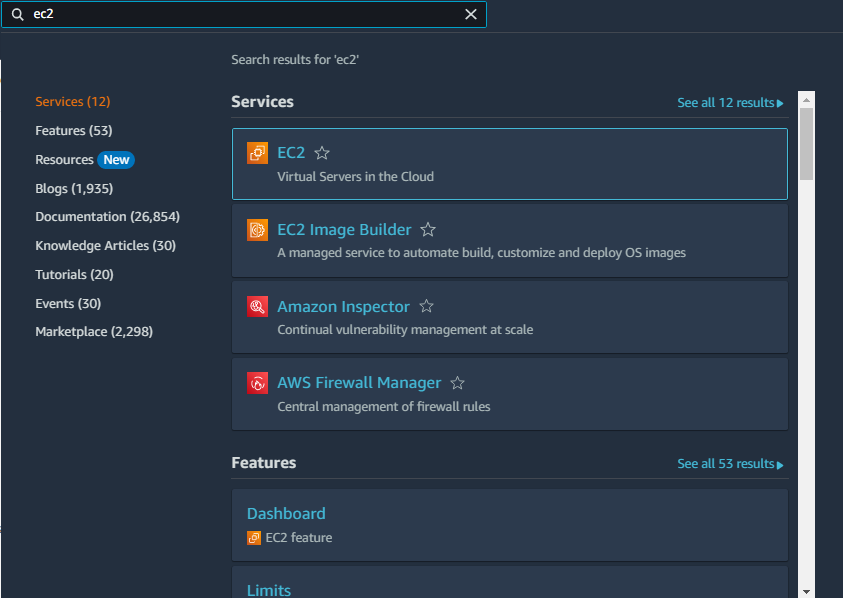 ec2
Search results for 'ec2'
Services (12)
Features (53)
Resources New
Blogs (1,935)
Documentation (26,854)
Knowledge Articles (30)
Tutorials (20)
Events (30)
Marketplace (2,298)
Services
See all 12 results
EC2
Virtual Servers in the Cloud
EC2 Image Builder
A managed service to automate build, customize and deploy OS images
Amazon Inspector
Continual vulnerability management at scale
AWS Firewall Manager
Central management of firewall rules
Features
See all 53 results
Dashboard
EC2 feature
Limits